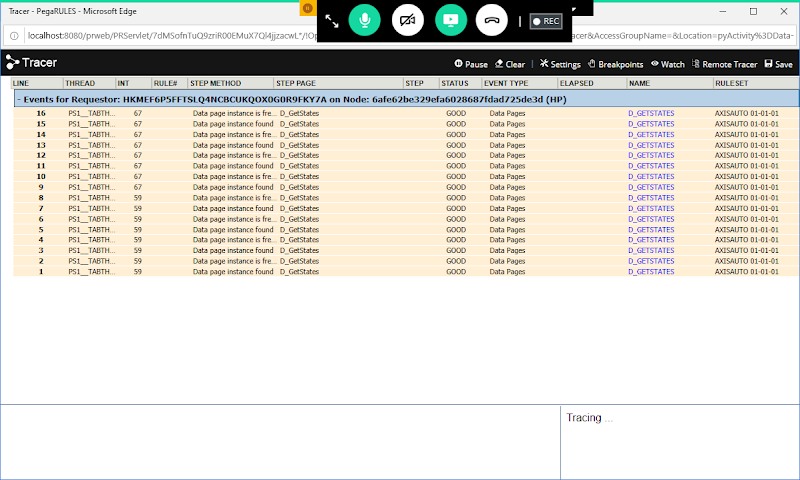 Tracer - PegaRULES - Microsoft Edge
localhost:8080/prweb/PRServlet/
REC
racer&AccessGroupName=&Location=pyActivity%3DData-
Tracer
Pause Clear | Settings Breakpoints Watch Remote Tracer Save
LINE THREAD INT RULE# STEP METHOD STEP PAGE STEP STATUS EVENT TYPE ELAPSED NAME RULESET
- Events for Requestor: on Node: 6afe62be329efa6028687fdad725de3d (HP)
16 PS1__TABTH... 67 Data page instance is fre... D_GetStates GOOD Data Pages D_GETSTATES AXISAUTO 01-01-01
15 PS1__TABTH... 67 Data page instance found D_GetStates GOOD Data Pages D_GETSTATES AXISAUTO 01-01-01
14 PS1__TABTH... 67 Data page instance is fre... D_GetStates GOOD Data Pages D_GETSTATES AXISAUTO 01-01-01
13 PS1__TABTH... 67 Data page instance found D_GetStates GOOD Data Pages D_GETSTATES AXISAUTO 01-01-01
12 PS1__TABTH... 67 Data page instance is fre... D_GetStates GOOD Data Pages D_GETSTATES AXISAUTO 01-01-01
11 PS1__TABTH... 67 Data page instance found D_GetStates GOOD Data Pages D_GETSTATES AXISAUTO 01-01-01
10 PS1__TABTH... 67 Data page instance is fre... D_GetStates GOOD Data Pages D_GETSTATES AXISAUTO 01-01-01
9 PS1__TABTH... 67 Data page instance found D_GetStates GOOD Data Pages D_GETSTATES AXISAUTO 01-01-01
8 PS1__TABTH... 59 Data page instance is fre... D_GetStates GOOD Data Pages D_GETSTATES AXISAUTO 01-01-01
7 PS1__TABTH... 59 Data page instance found D_GetStates GOOD Data Pages D_GETSTATES AXISAUTO 01-01-01
6 PS1__TABTH... 59 Data page instance is fre... D_GetStates GOOD Data Pages D_GETSTATES AXISAUTO 01-01-01
5 PS1__TABTH... 59 Data page instance found D_GetStates GOOD Data Pages D_GETSTATES AXISAUTO 01-01-01
4 PS1__TABTH... 59 Data page instance is fre... D_GetStates GOOD Data Pages D_GETSTATES AXISAUTO 01-01-01
3 PS1__TABTH... 59 Data page instance found D_GetStates GOOD Data Pages D_GETSTATES AXISAUTO 01-01-01
2 PS1__TABTH... 59 Data page instance is fre... D_GetStates GOOD Data Pages D_GETSTATES AXISAUTO 01-01-01
1 PS1__TABTH... 59 Data page instance found D_GetStates GOOD Data Pages D_GETSTATES AXISAUTO 01-01-01
Tracing ...